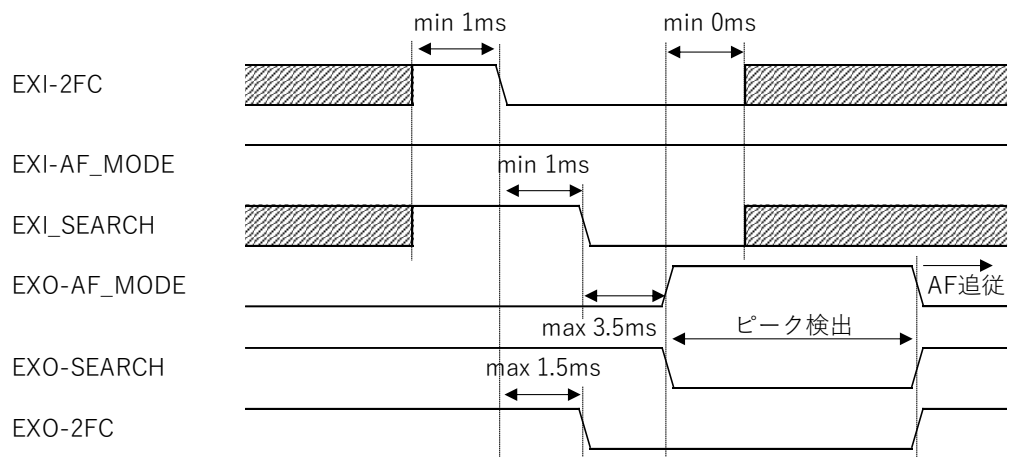 min 1ms
min 0ms
EXI-2FC
EXI-AF_MODE
min 1ms
EXI_SEARCH
EXO-AF_MODE
AF追従
max 3.5ms
ピーク検出
EXO-SEARCH
max 1.5ms
EXO-2FC